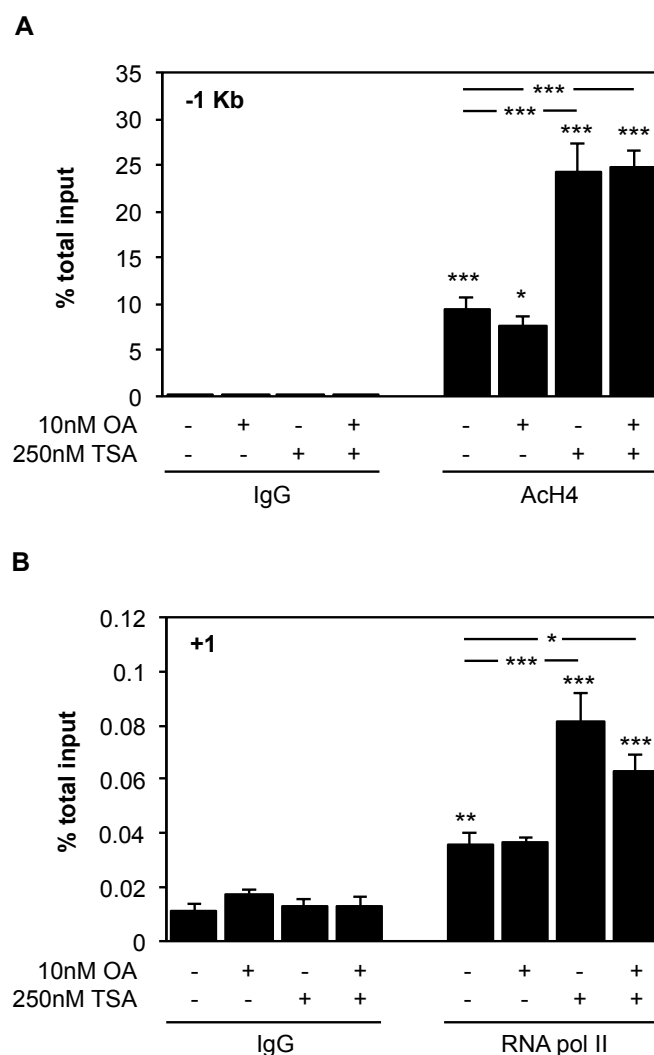 A
% total input
35
30
25
20
15
10
5
0
-1 Kb
***
***
*** * *** ***
10nM OA - + - + - + - +
250nM TSA - - + + - - + +
IgG AcH4
B
% total input
0.12
0.1
0.08
0.06
0.04
0.02
0
+1
*
***
** *** ***
10nM OA - + - + - + - +
250nM TSA - - + + - - + +
IgG RNA pol II